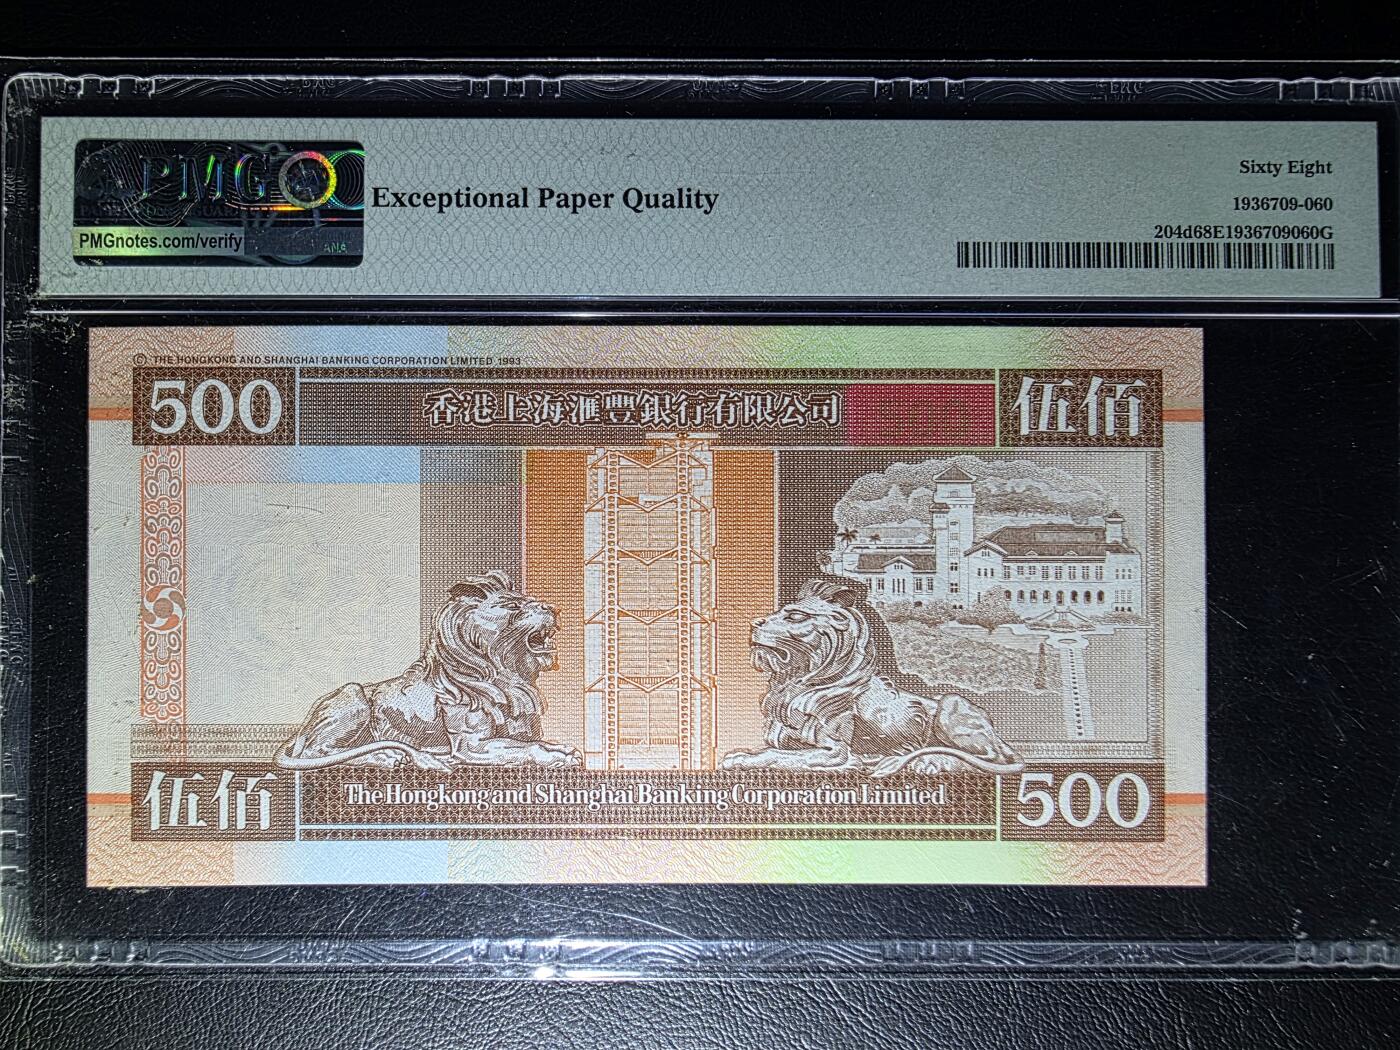 PMG
PMGnotes.com/verify
ANA
Exceptional Paper Quality
Sixty Eight
1936709-060
204d68E1936709060G
© THE HONGKONG AND SHANGHAI BANKING CORPORATION LIMITED 1993
500
香港上海滙豐銀行有限公司
伍佰
伍佰
The Hongkong and Shanghai Banking Corporation Limited
500